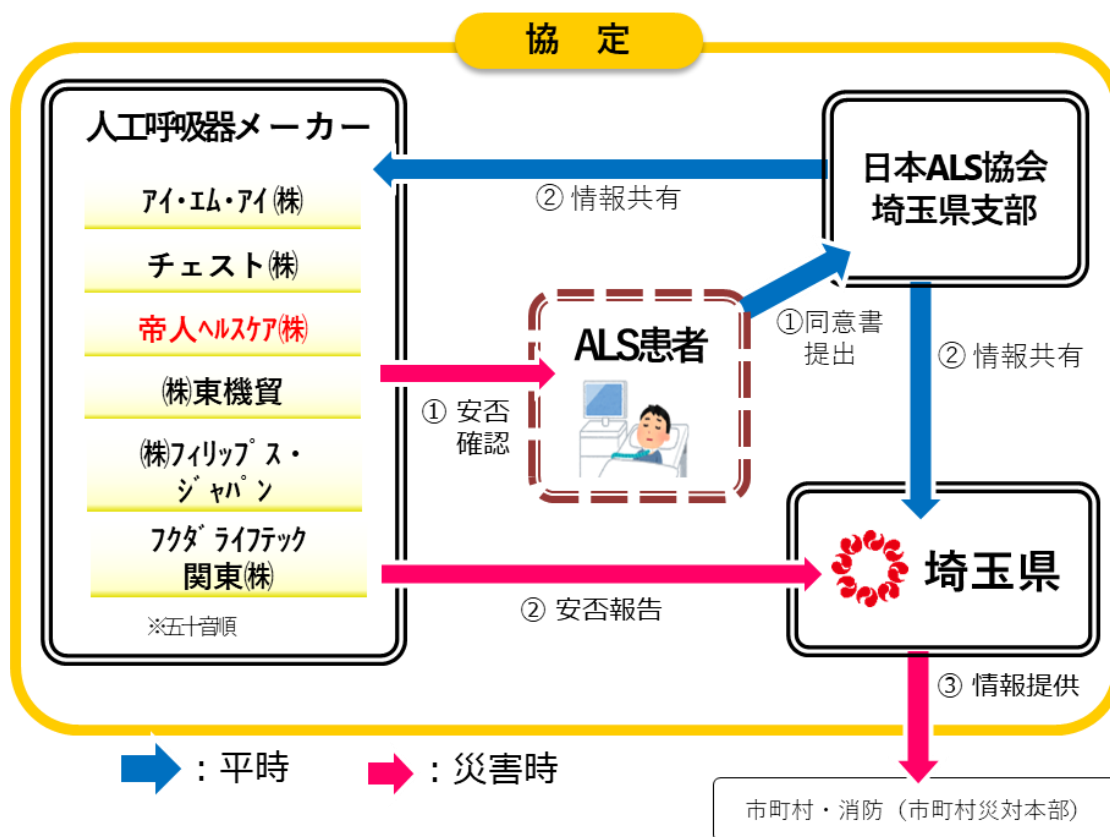 協　定
人工呼吸器メーカー
ｱｲ・ｴﾑ・ｱｲ㈱
チェスト㈱
帝人ﾍﾙｽｹｱ㈱
㈱東機貿
㈱ﾌｨﾘｯﾌﾟｽ・
ｼﾞｬﾊﾟﾝ
ﾌｸﾀﾞﾗｲﾌﾃｯｸ
関東㈱
※五十音順
② 情報共有
日本ALS協会
埼玉県支部
①同意書
提出
② 情報共有
ALS患者
① 安否
確認
② 安否報告
埼玉県
③ 情報提供
：平時
：災害時
市町村・消防（市町村災対本部）